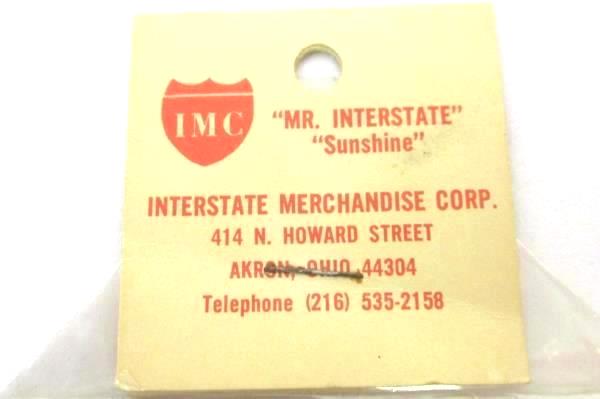 IMC
"MR. INTERSTATE"
"Sunshine"
INTERSTATE MERCHANDISE CORP.
414 N. HOWARD STREET
AKRON, OHIO 44304
Telephone (216) 535-2158